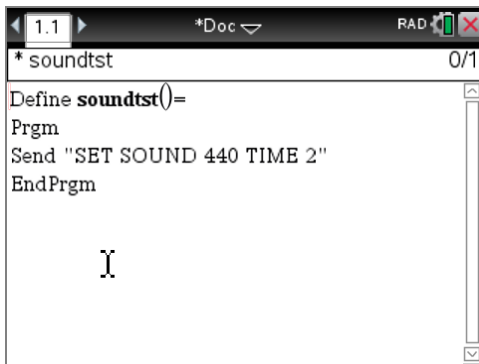 1.1 *Doc RAD
* soundtst 0/1
Define soundtst()=
Prgm
Send "SET SOUND 440 TIME 2"
EndPrgm